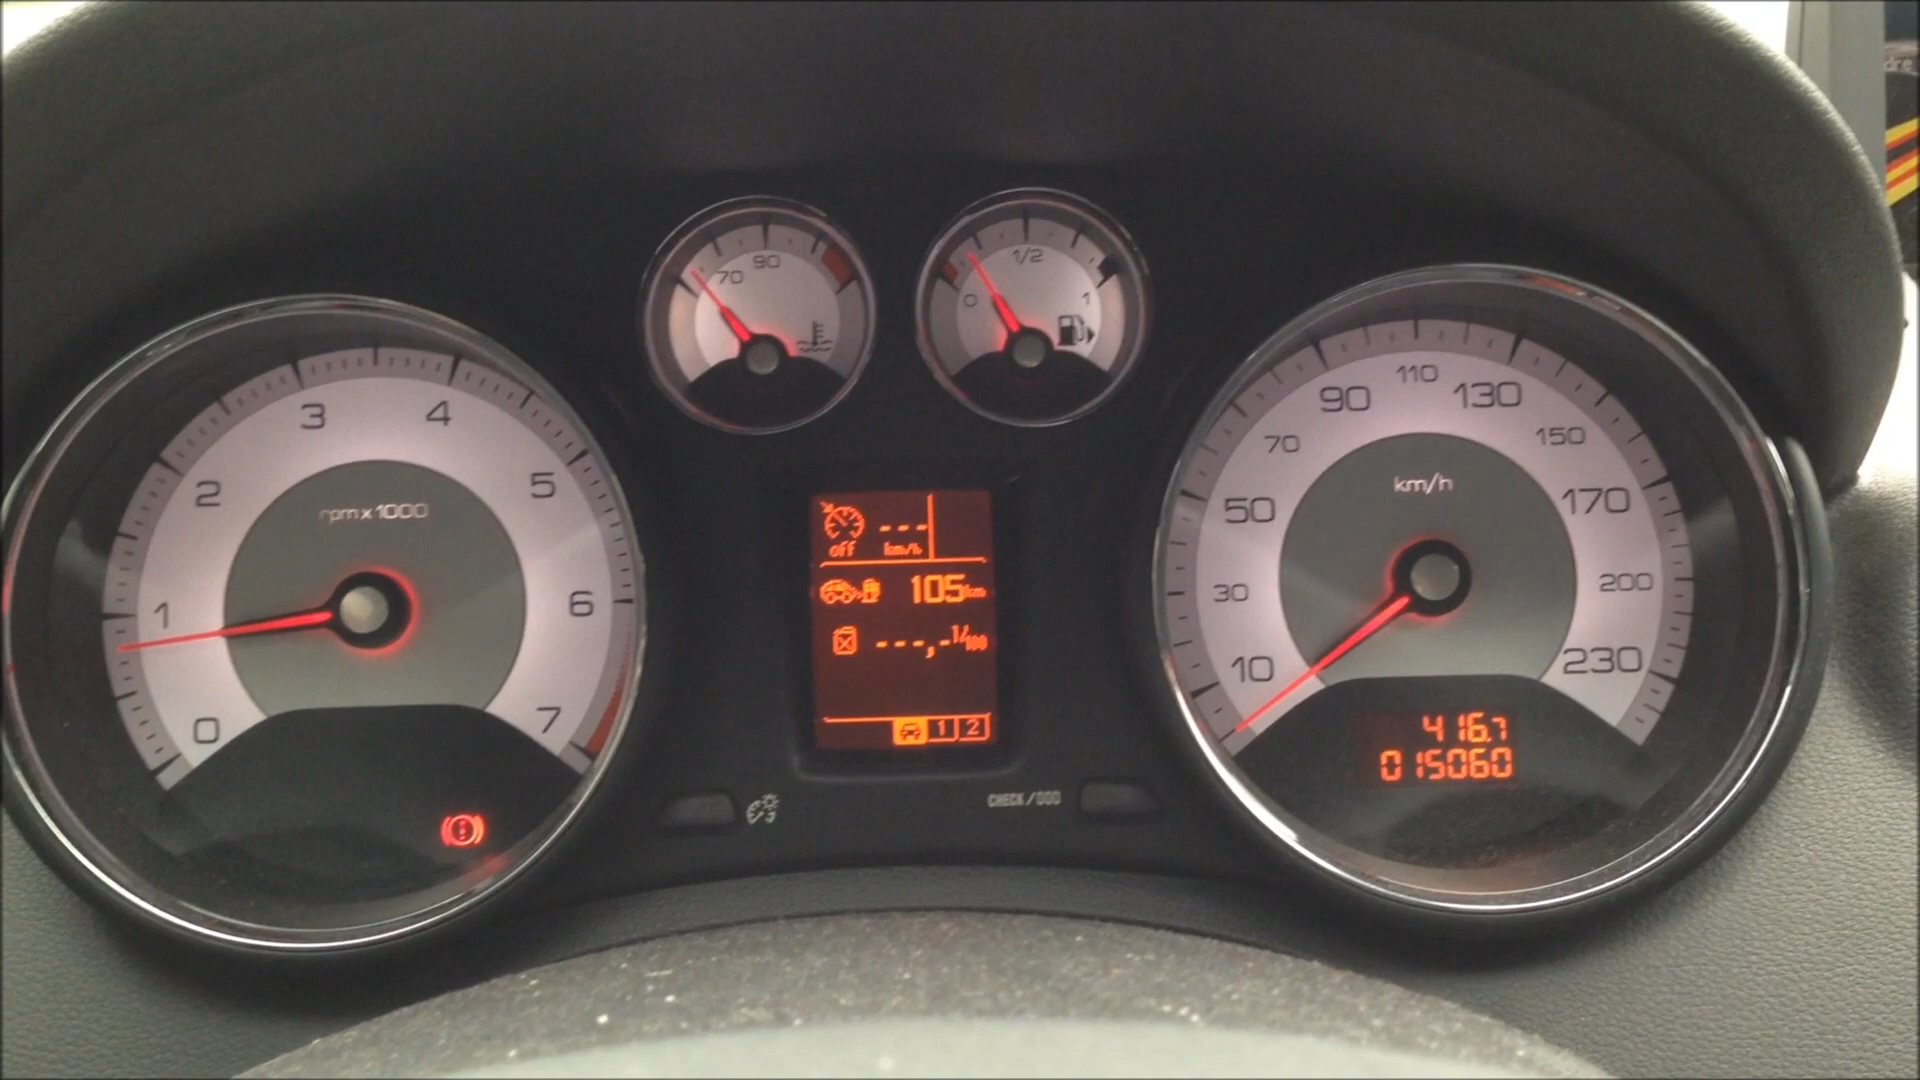 dre
70 90
0 1/2 1
0 1 2 3 4 5 6 7
rpm x 1000
off --- km/h
105 km
---,- l/100
1 2
10 30 50 70 90 110 130 150 170 200 230
km/h
416.7
015060
CHECK/000